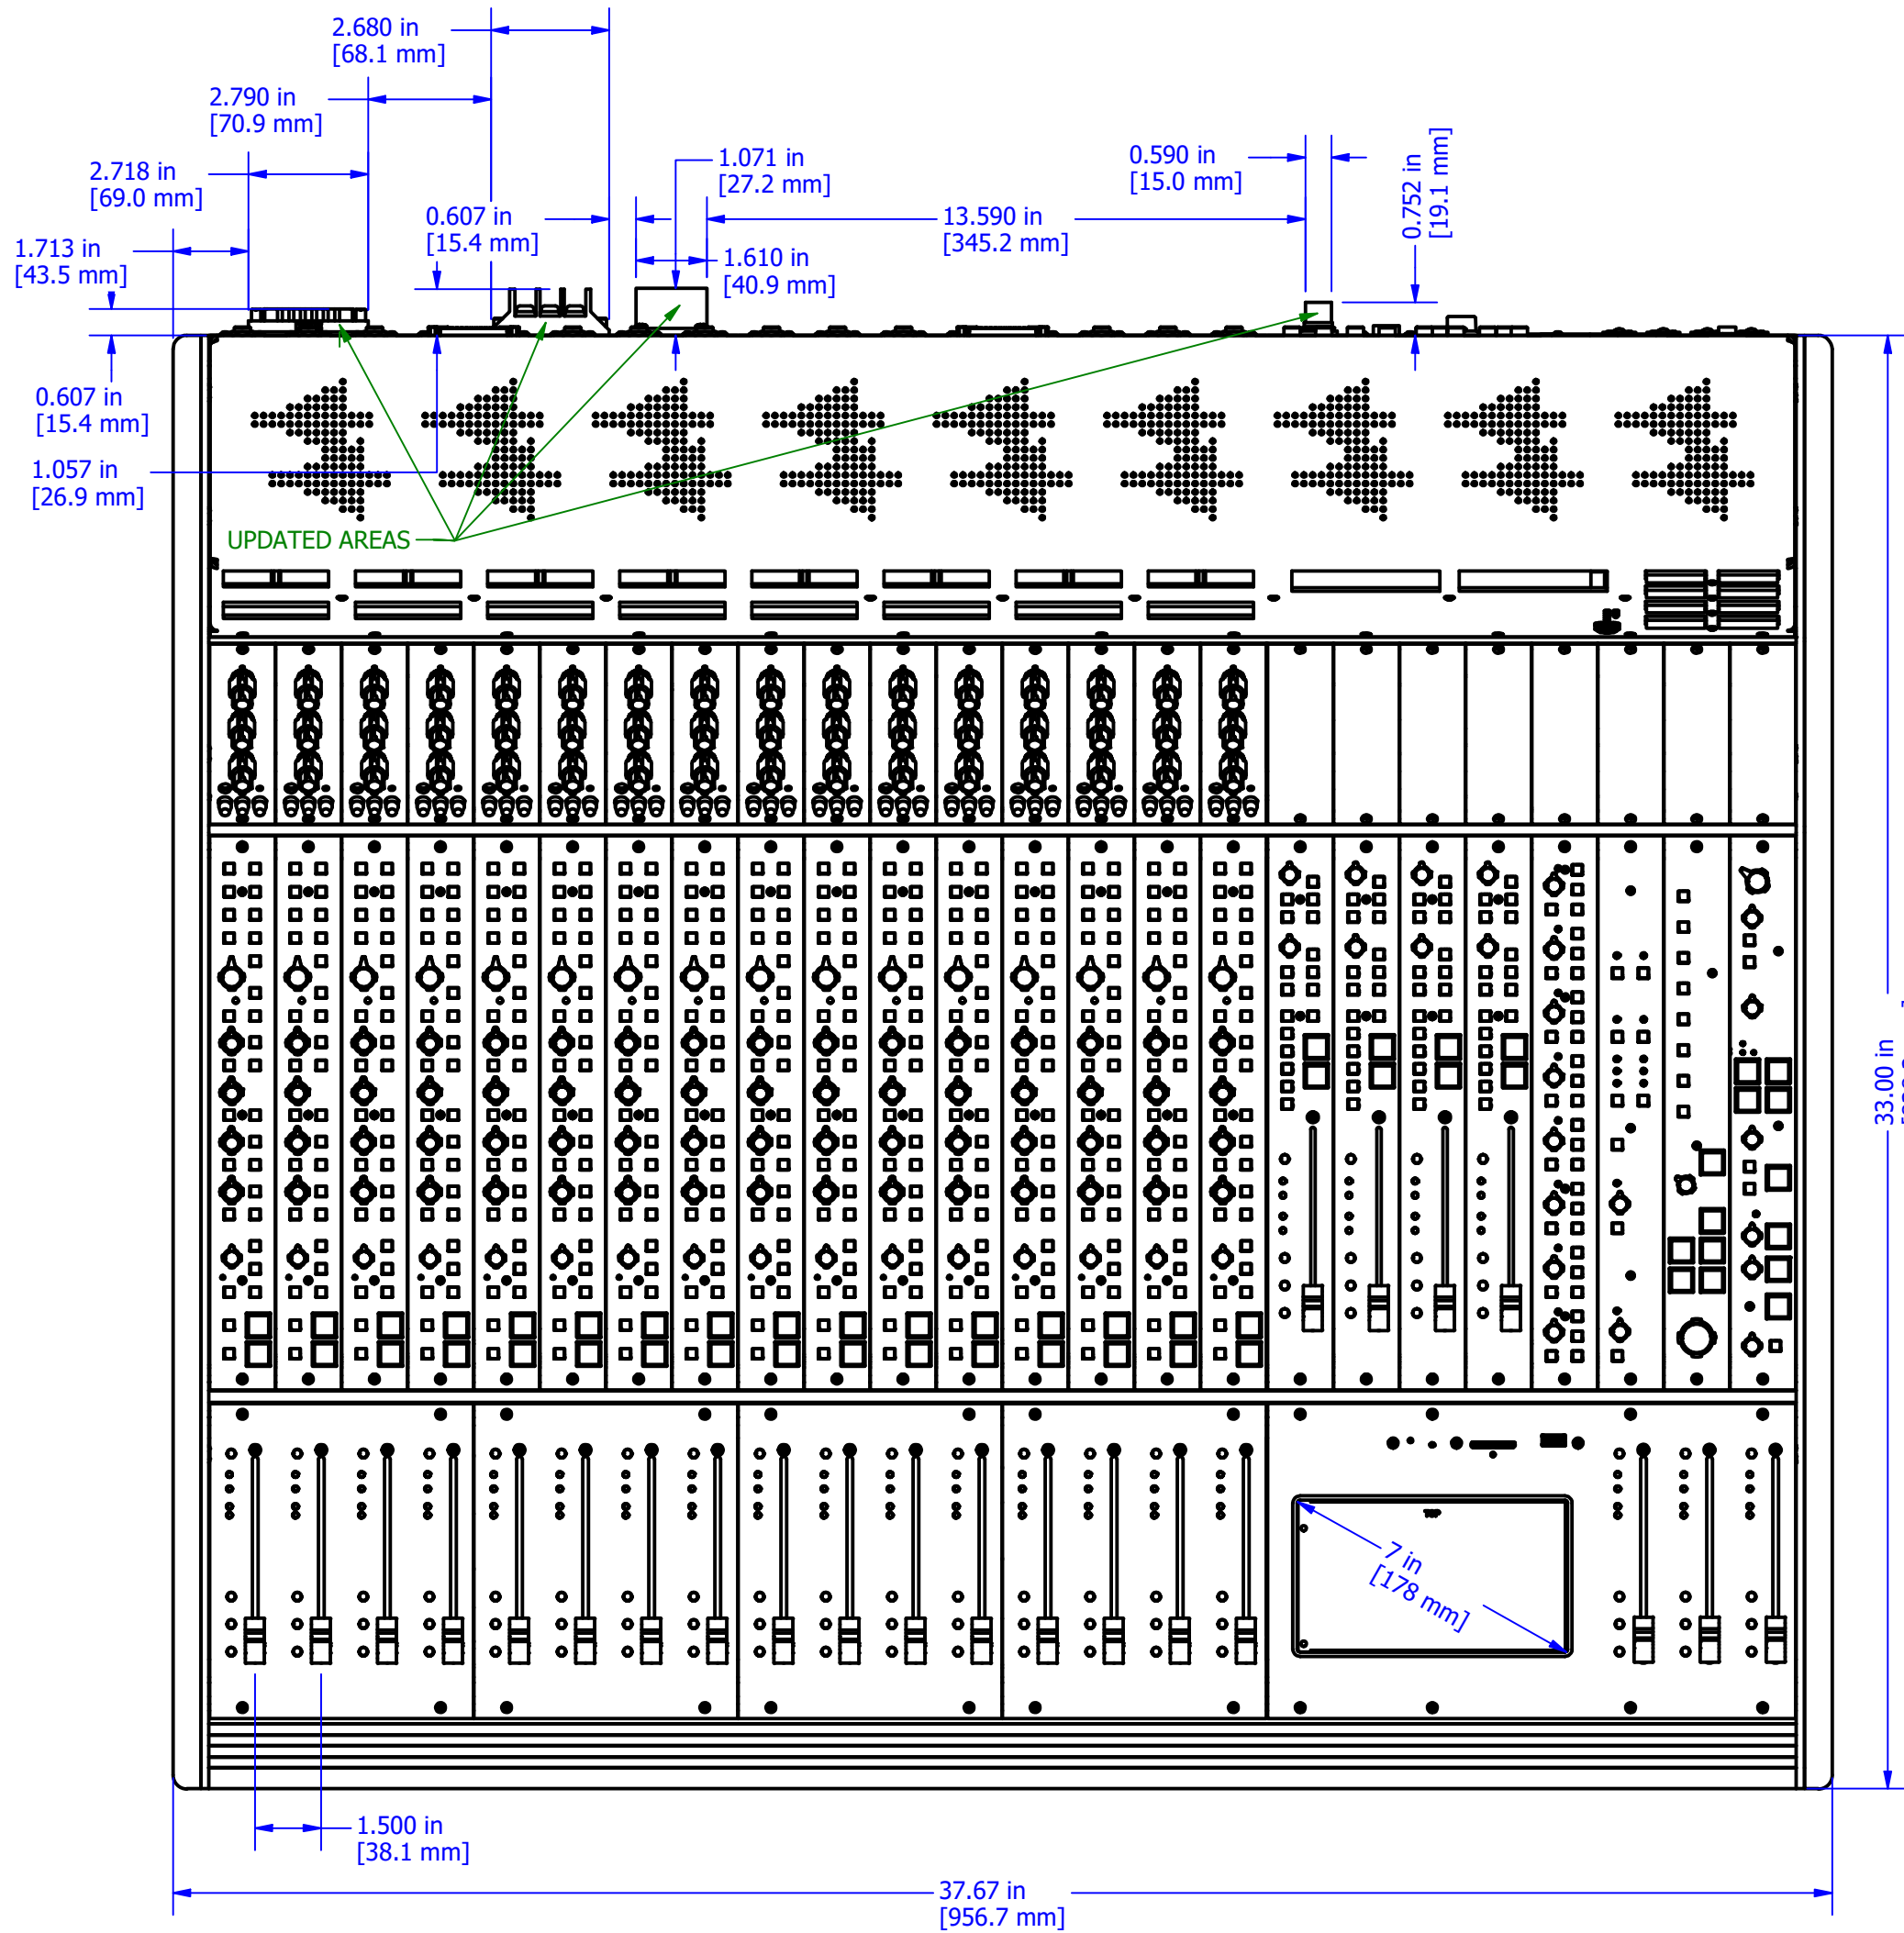 2.680 in
[68.1 mm]
2.790 in
[70.9 mm]
2.718 in
[69.0 mm]
1.713 in
[43.5 mm]
0.607 in
[15.4 mm]
1.071 in
[27.2 mm]
1.610 in
[40.9 mm]
13.590 in
[345.2 mm]
0.590 in
[15.0 mm]
0.752 in
[19.1 mm]
0.607 in
[15.4 mm]
1.057 in
[26.9 mm]
UPDATED AREAS
33.00 in
TOP
7 in
[178 mm]
1.500 in
[38.1 mm]
37.67 in
[956.7 mm]